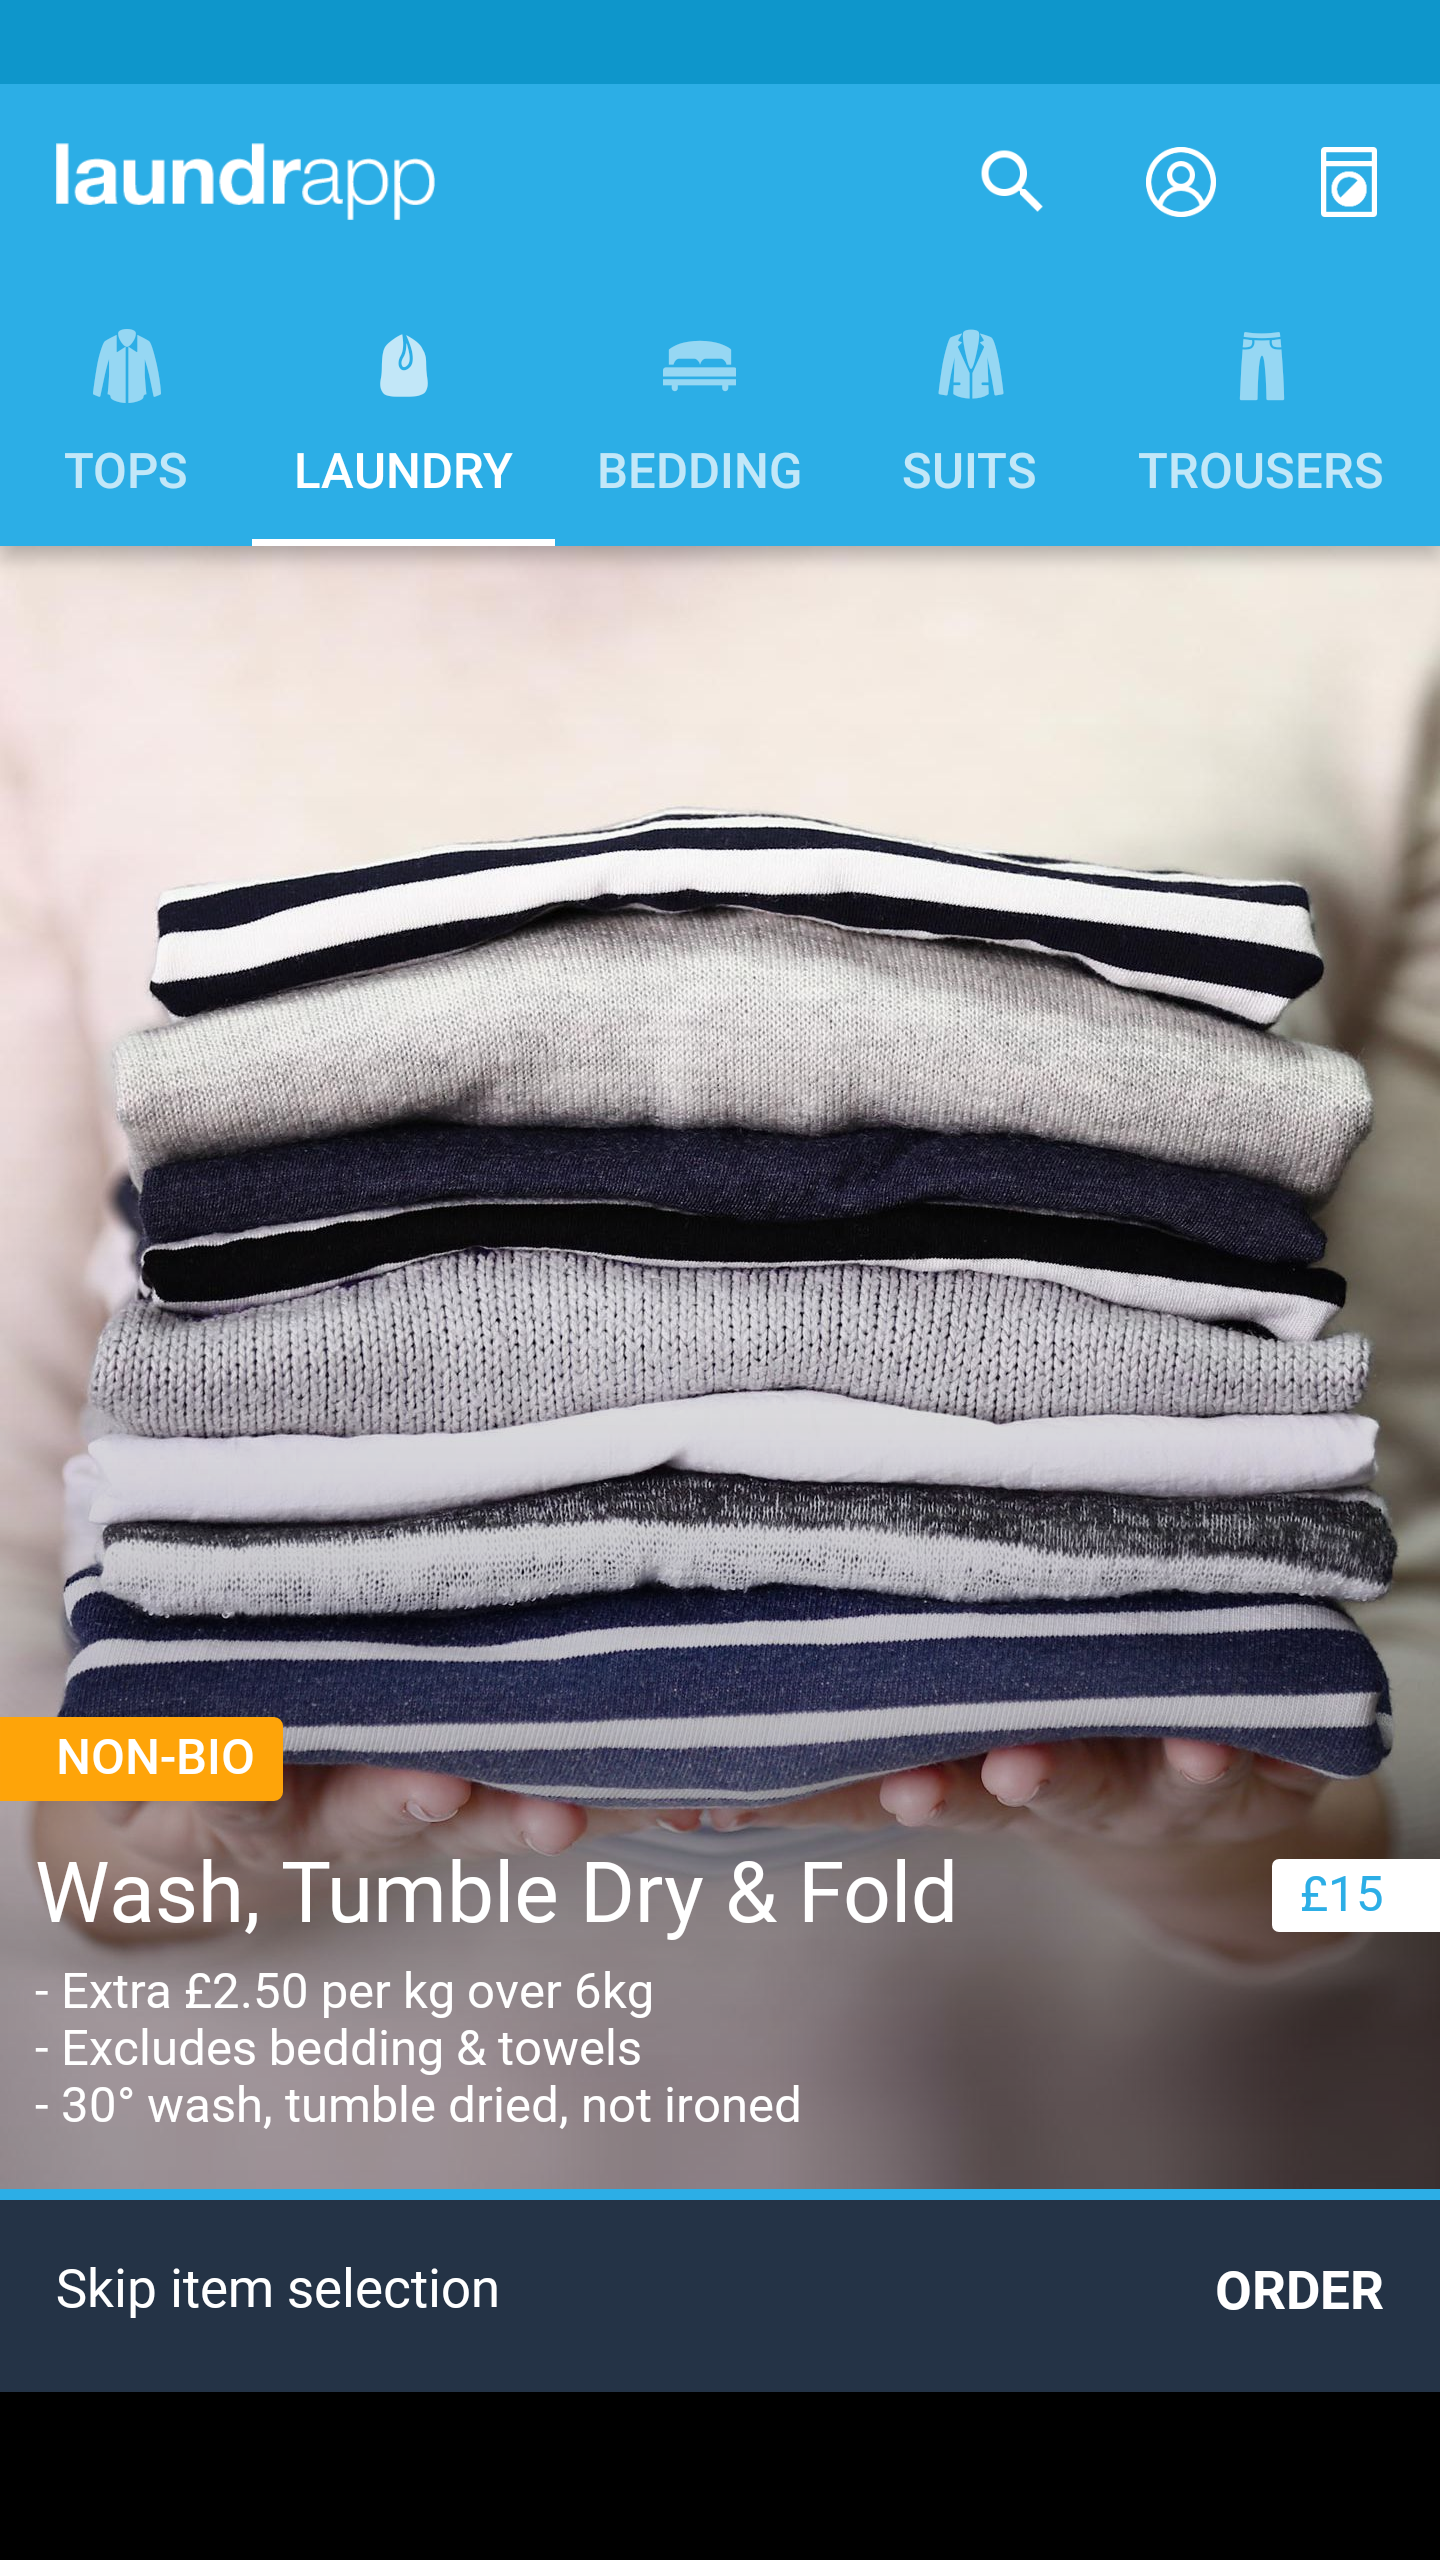 laundrapp
TOPS LAUNDRY BEDDING SUITS TROUSERS
NON-BIO
Wash, Tumble Dry & Fold £15
- Extra £2.50 per kg over 6kg
- Excludes bedding & towels
- 30° wash, tumble dried, not ironed
Skip item selection ORDER